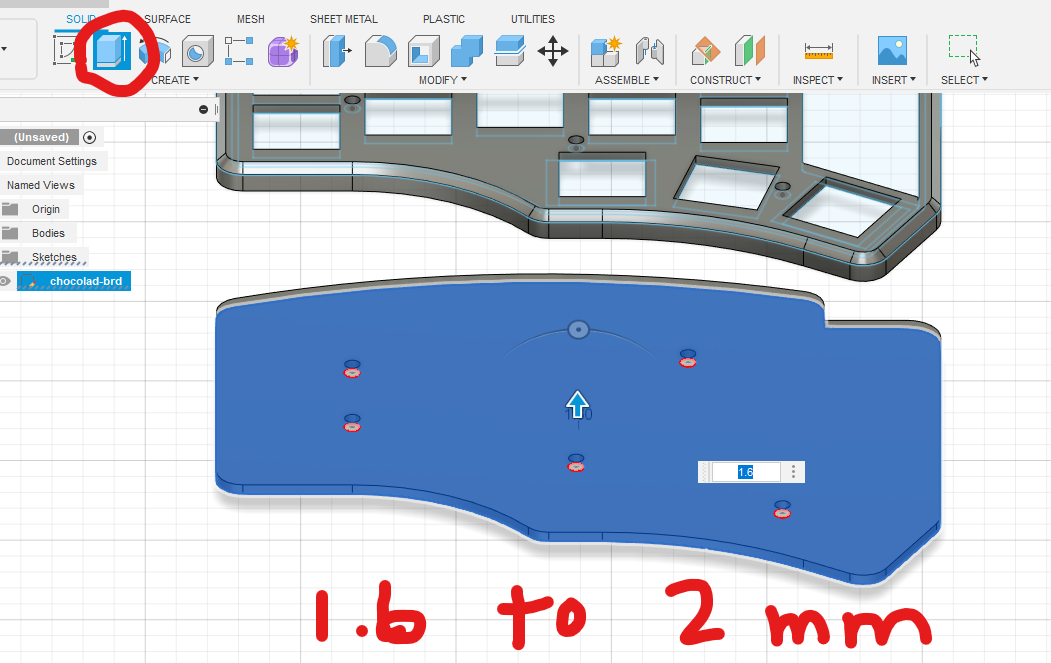 SOLID SURFACE MESH SHEET METAL PLASTIC UTILITIES
CREATE MODIFY ASSEMBLE CONSTRUCT INSPECT INSERT SELECT
(Unsaved)
Document Settings
Named Views
Origin
Bodies
Sketches
chocolad-brd
1.6
1.6 to 2 mm